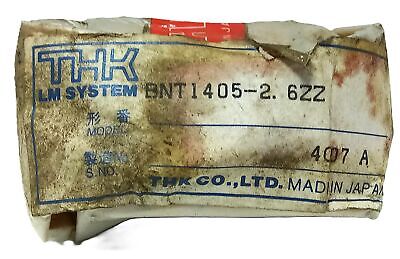 THK
LM SYSTEM BNT1405-2. 6ZZ
形番
MODEL
製造No
S.NO. 407 A
THK CO.,LTD. MADE IN JAPAN